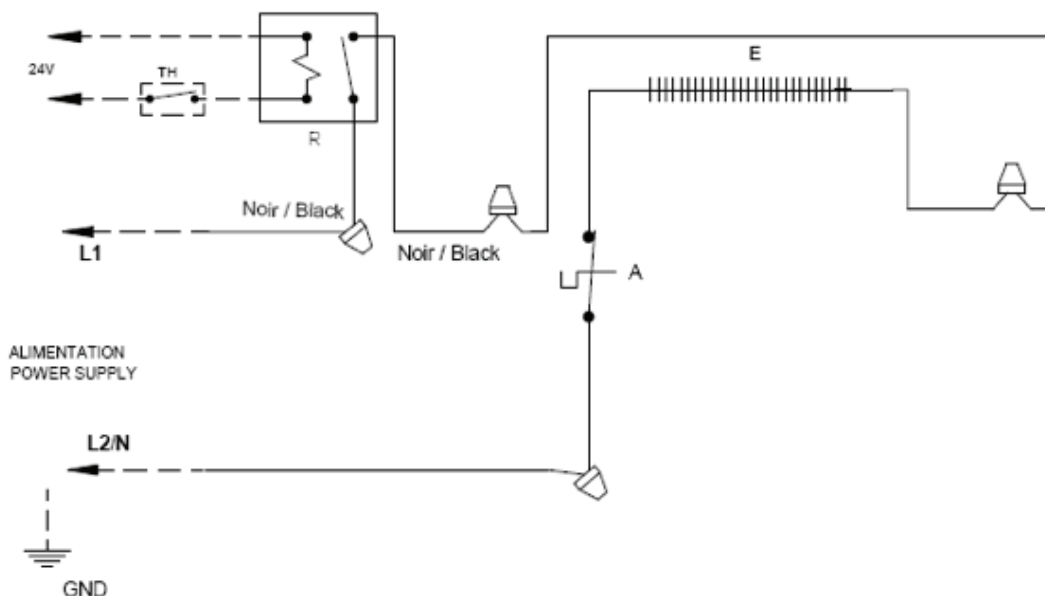 24V
TH
E
R
Noir / Black
L1
Noir / Black
A
ALIMENTATION
POWER SUPPLY
L2/N
GND